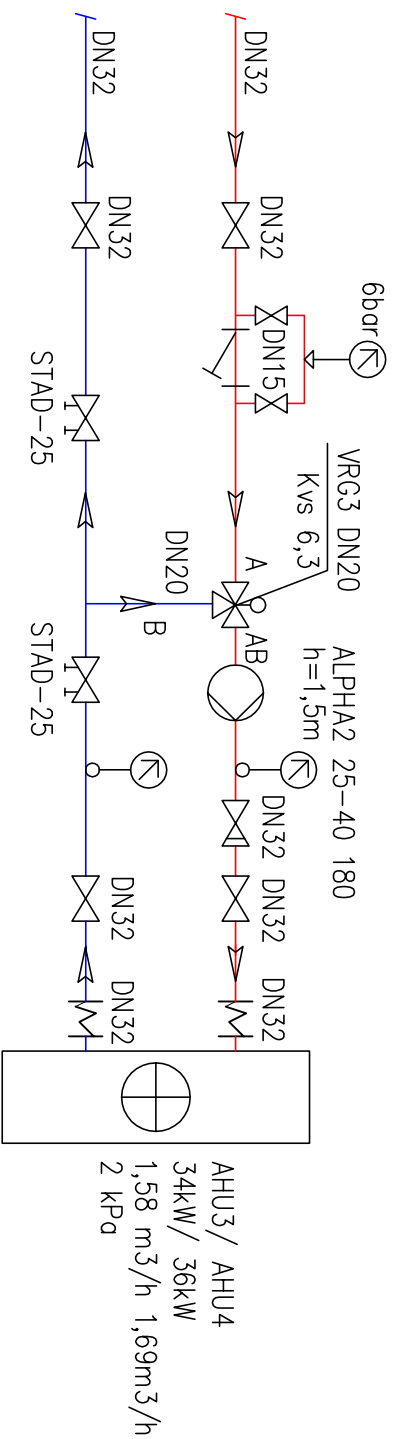 DN32
DN32
6bar
DN15
VRG3 DN20
Kvs 6,3
A
AB
ALPHA2 25-40 180
h=1,5m
DN32
DN32
DN32
DN32
DN32
STAD-25
DN20
B
STAD-25
DN32
DN32
AHU3/ AHU4
34kW/ 36kW
1,58 m3/h 1,69m3/h
2 kPa